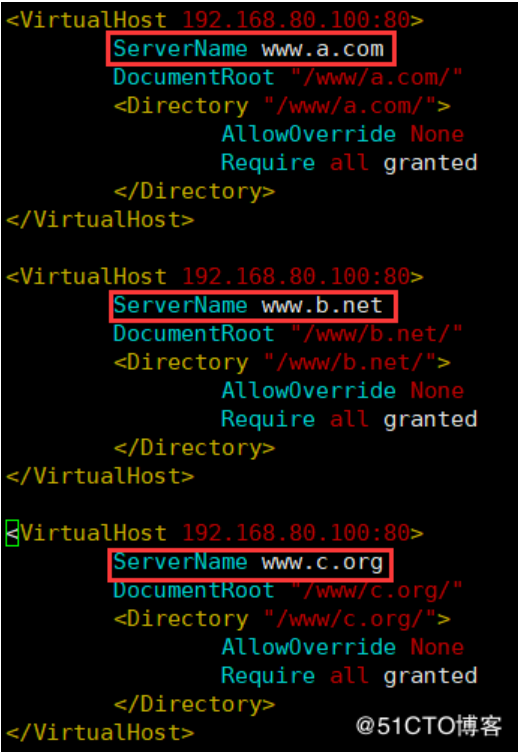 <VirtualHost 192.168.80.100:80>
ServerName www.a.com
DocumentRoot "/www/a.com/"
<Directory "/www/a.com/">
AllowOverride None
Require all granted
</Directory>
</VirtualHost>
<VirtualHost 192.168.80.100:80>
ServerName www.b.net
DocumentRoot "/www/b.net/"
<Directory "/www/b.net/">
AllowOverride None
Require all granted
</Directory>
</VirtualHost>
<VirtualHost 192.168.80.100:80>
ServerName www.c.org
DocumentRoot "/www/c.org/"
<Directory "/www/c.org/">
AllowOverride None
Require all granted
</Directory>
</VirtualHost>
@51CTO博客